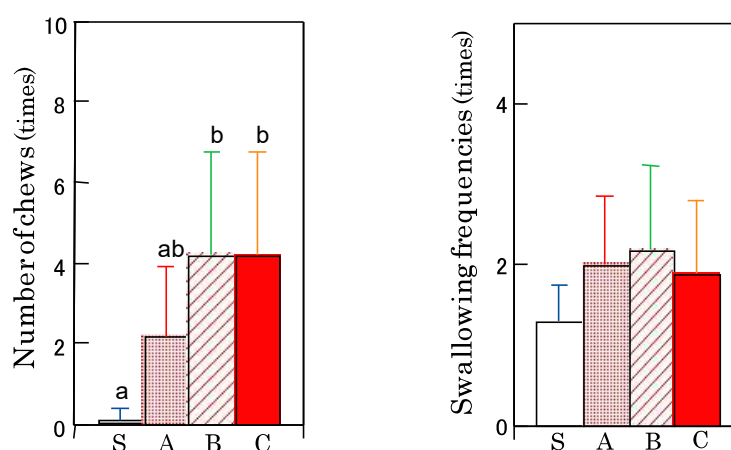 Number of chews (times)
10
8
6
4
2
0
a
ab
b
b
S A B C
Swallowing frequencies (times)
4
2
0
S A B C